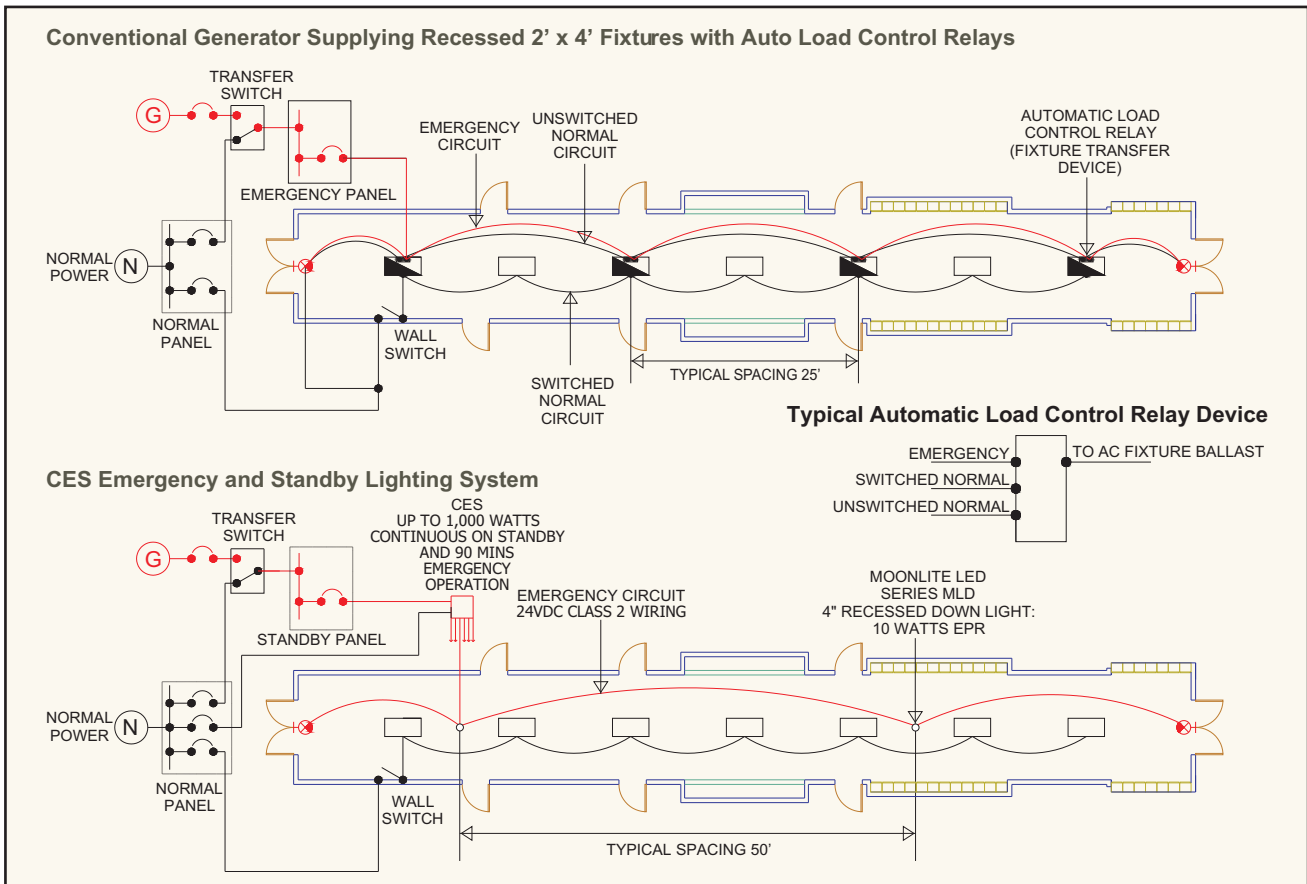 Conventional Generator Supplying Recessed 2’ x 4’ Fixtures with Auto Load Control Relays
TRANSFER
SWITCH
G
EMERGENCY PANEL
EMERGENCY
CIRCUIT
UNSWITCHED
NORMAL
CIRCUIT
AUTOMATIC LOAD
CONTROL RELAY
(FIXTURE TRANSFER
DEVICE)
NORMAL
POWER
N
NORMAL
PANEL
WALL
SWITCH
SWITCHED
NORMAL
CIRCUIT
TYPICAL SPACING 25’
Typical Automatic Load Control Relay Device
EMERGENCY
SWITCHED NORMAL
UNSWITCHED NORMAL
TO AC FIXTURE BALLAST
CES Emergency and Standby Lighting System
TRANSFER
SWITCH
G
STANDBY PANEL
CES
UP TO 1,000 WATTS
CONTINUOUS ON STANDBY
AND 90 MINS
EMERGENCY
OPERATION
EMERGENCY CIRCUIT
24VDC CLASS 2 WIRING
MOONLITE LED
SERIES MLD
4" RECESSED DOWN LIGHT:
10 WATTS EPR
NORMAL
POWER
N
NORMAL
PANEL
WALL
SWITCH
TYPICAL SPACING 50’